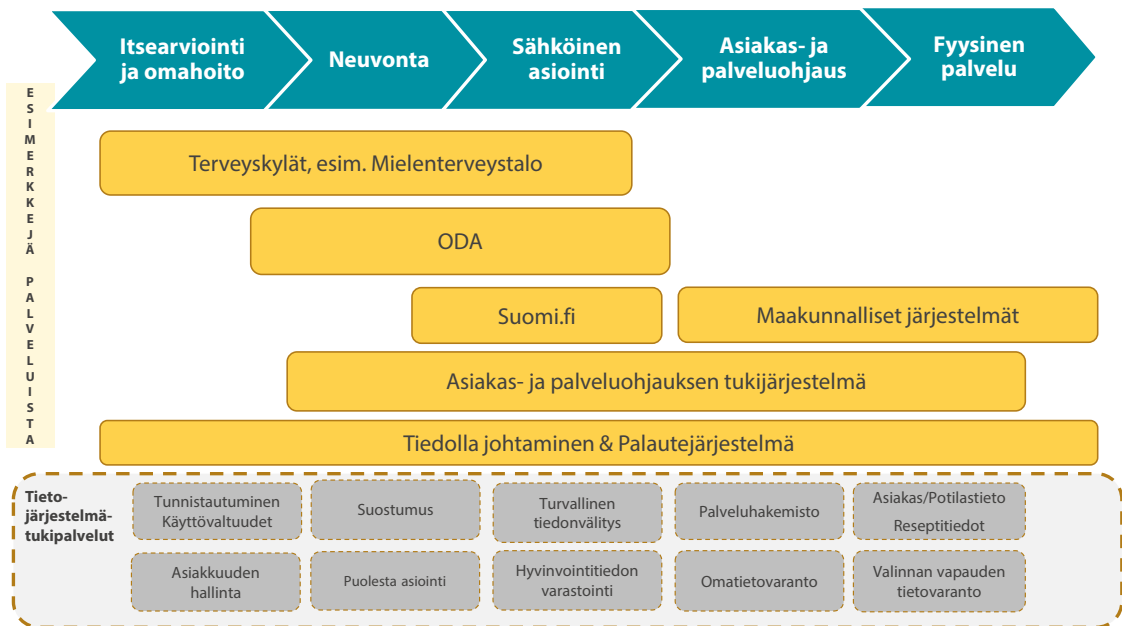 Itsearviointi
ja omahoito
Neuvonta
Sähköinen
asiointi
Asiakas- ja
palveluohjaus
Fyysinen
palvelu
ESIMERKKEJÄ PALVELUISTA
Terveyskylät, esim. Mielenterveystalo
ODA
Suomi.fi
Maakunnalliset järjestelmät
Asiakas- ja palveluohjauksen tukijärjestelmä
Tiedolla johtaminen & Palautejärjestelmä
Tieto-
järjestelmä-
tukipalvelut
Tunnistautuminen
Käyttövaltuudet
Suostumus
Turvallinen
tiedonvälitys
Palveluhakemisto
Asiakas/Potilastieto
Reseptitiedot
Asiakkuuden
hallinta
Puolesta asiointi
Hyvinvointitiedon
varastointi
Omatietovaranto
Valinnan vapauden
tietovaranto